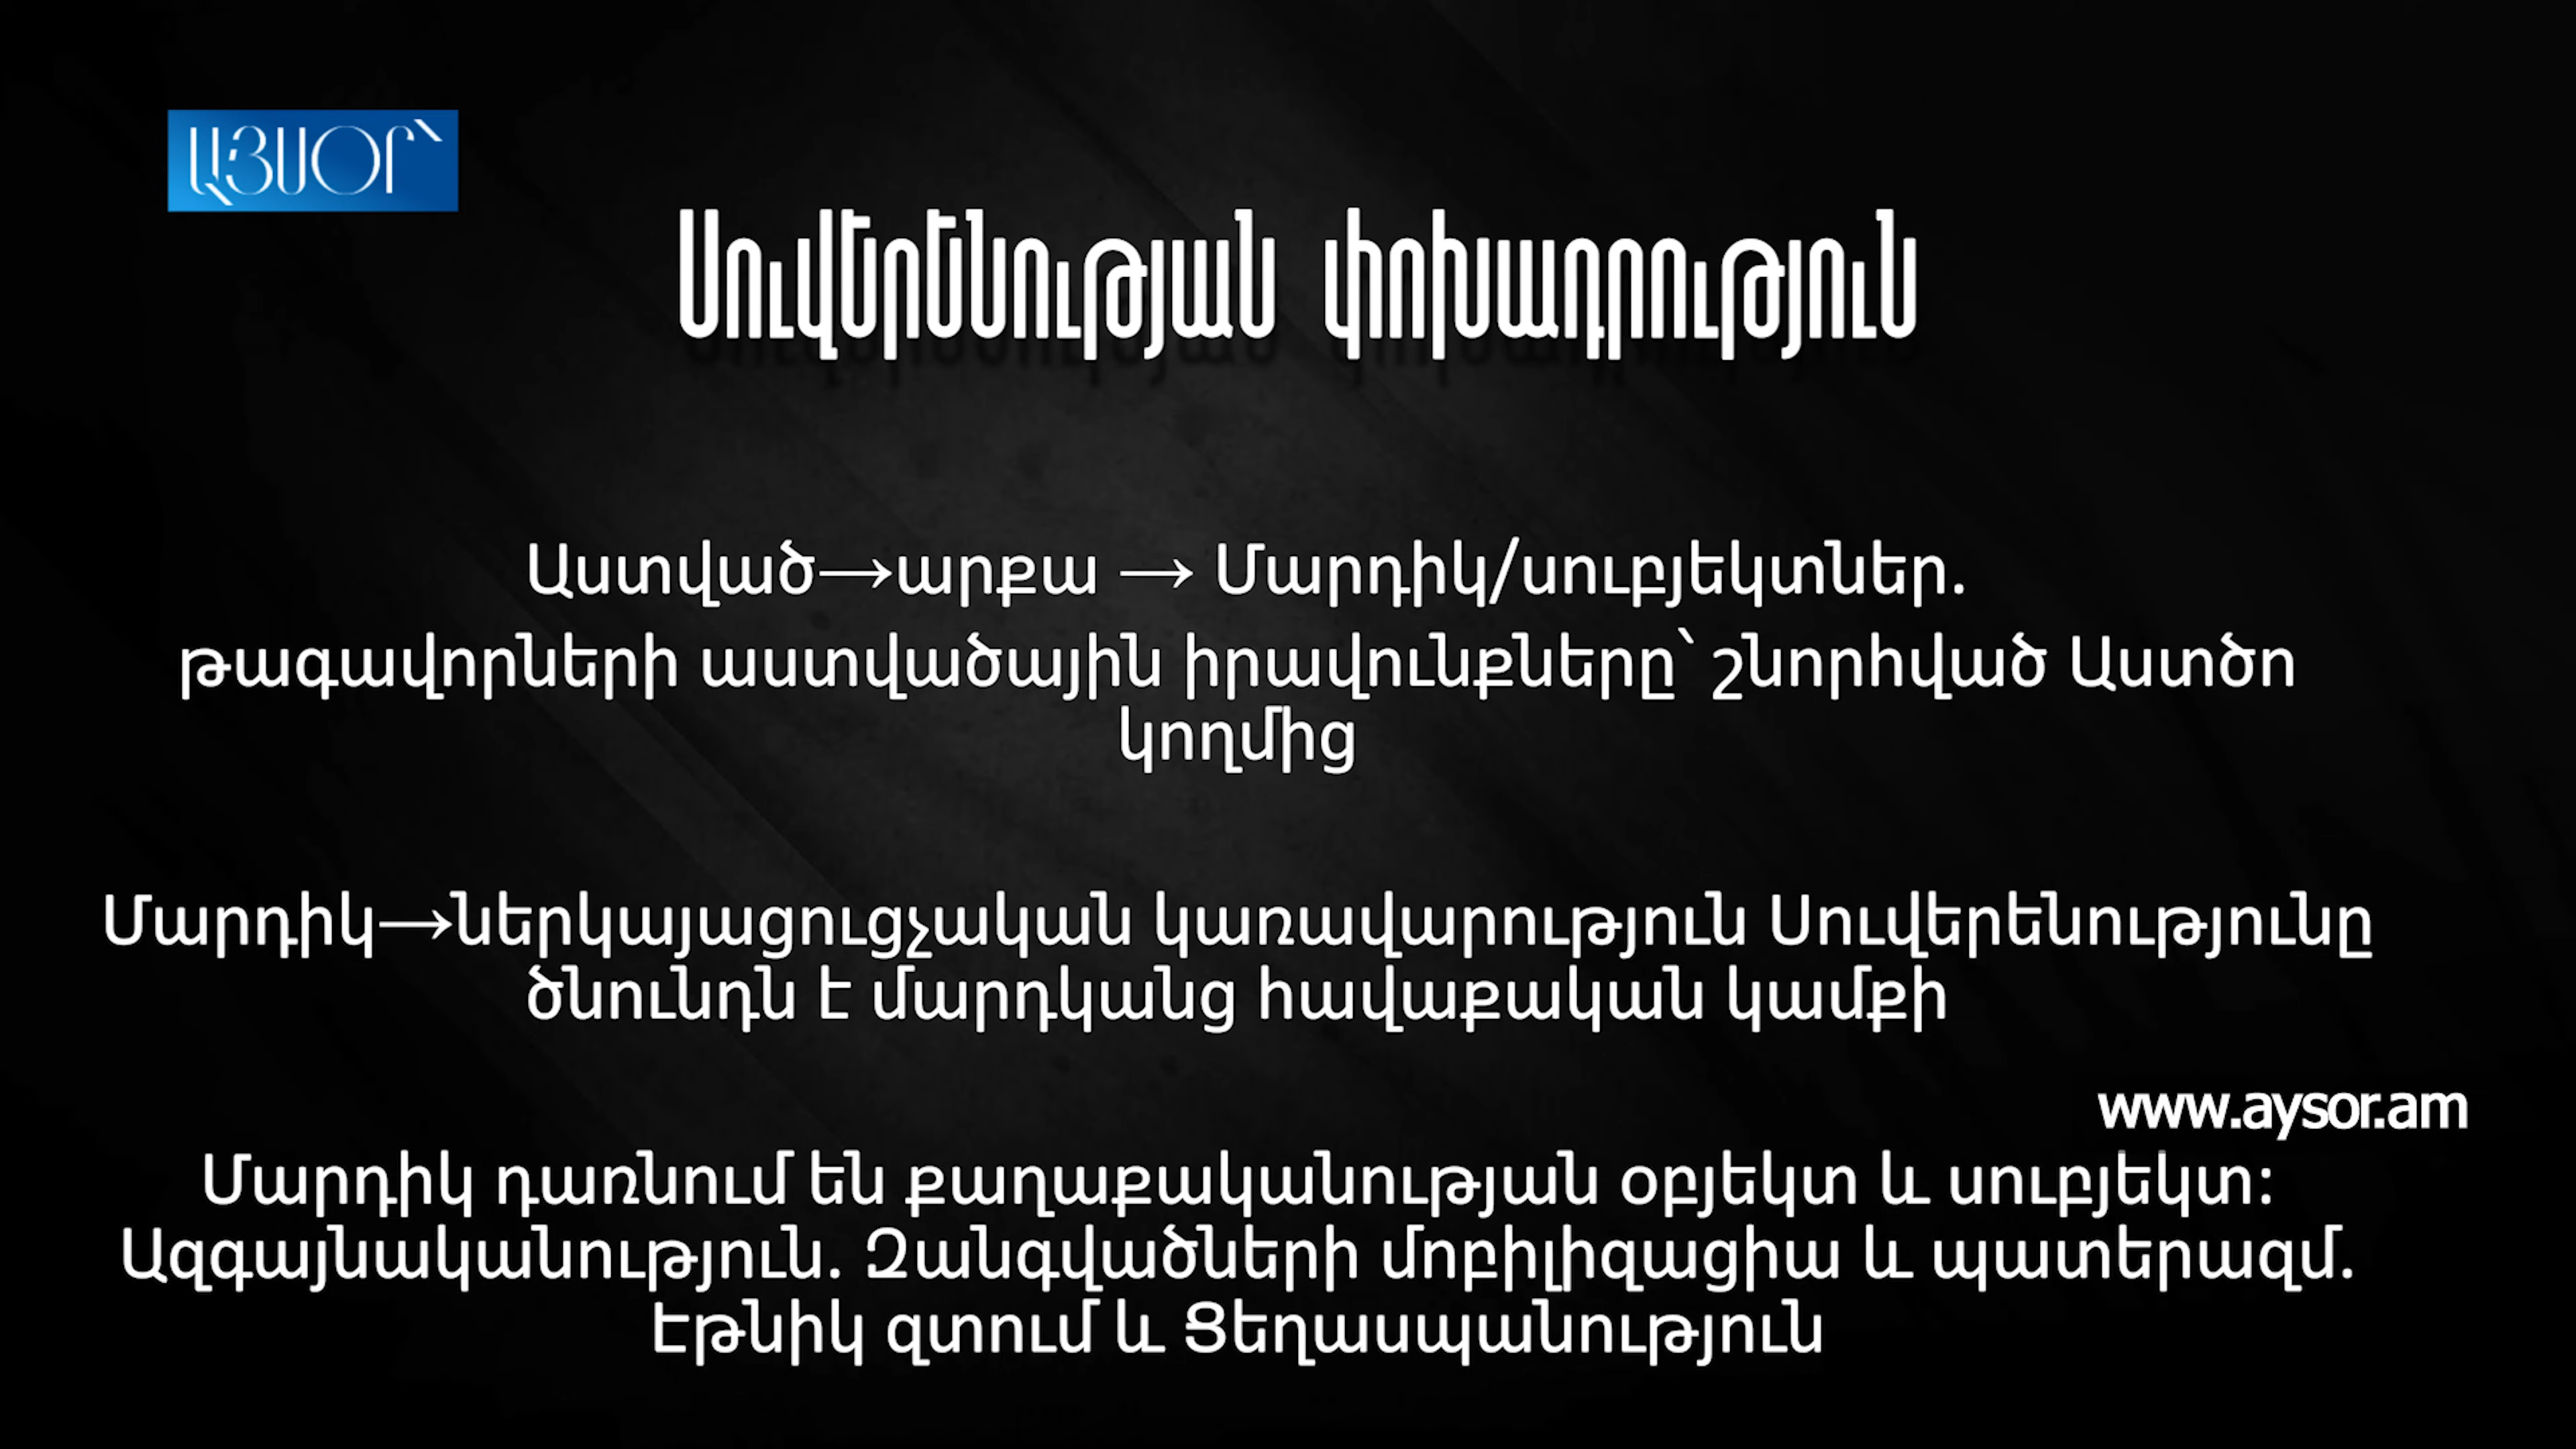 ԱՅՍՕՐ՝
Սուվերենության փոխադրություն
Աստված→արքա → Մարդիկ/սուբյեկտներ.
թագավորների աստվածային իրավունքները՝ շնորհված Աստծո
կողմից
Մարդիկ→ներկայացուցչական կառավարություն Սուվերենությունը
ծնունդն է մարդկանց հավաքական կամքի
www.aysor.am
Մարդիկ դառնում են քաղաքականության օբյեկտ և սուբյեկտ:
Ազգայնականություն. Զանգվածների մոբիլիզացիա և պատերազմ.
Էթնիկ զտում և Ցեղասպանություն